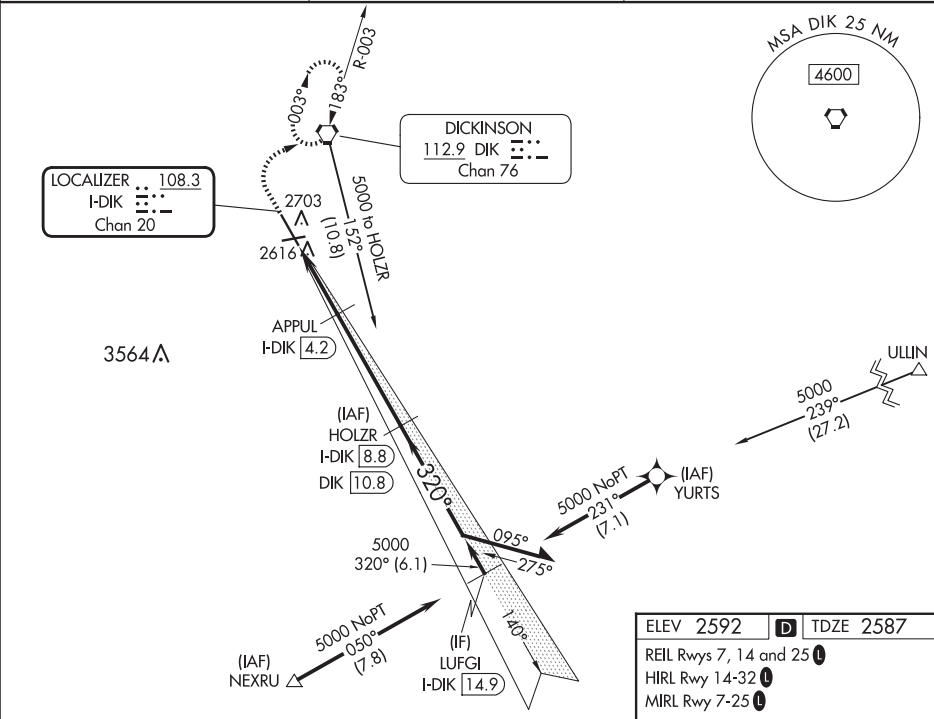 R-003
003°
183°
MSA DIK 25 NM
4600
DICKINSON
112.9 DIK
Chan 76
LOCALIZER 108.3
I-DIK
Chan 20
5000 to HOLZR
152°
(10.8)
2703
2616
APPUL
I-DIK 4.2
3564
ULLIN
5000
239°
(27.2)
(IAF)
HOLZR
I-DIK 8.8
DIK 10.8
320°
(IAF)
YURTS
5000 NoPT
231°
(7.1)
095°
275°
5000
320° (6.1)
140°
5000 NoPT
050°
(7.8)
(IAF)
NEXRU
(IF)
LUFGI
I-DIK 14.9
ELEV 2592 D TDZE 2587
REIL Rwys 7, 14 and 25 L
HIRL Rwy 14-32 L
MIRL Rwy 7-25 L